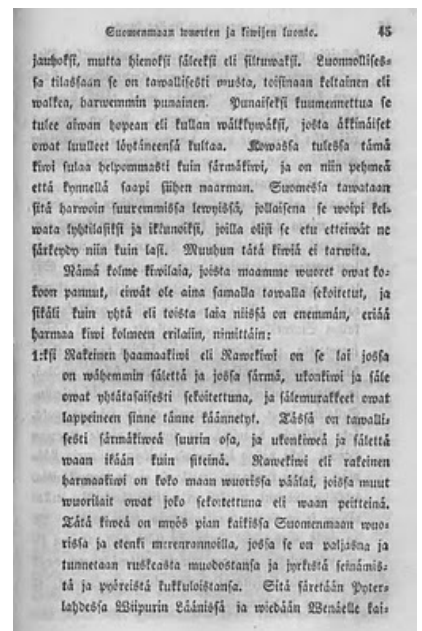 Suomenmaan wuorten ja kiwijen luonto. 45
jauhoksi, mutta hienoksi säleeksi eli siltuwaksi. Luonnollises-
sa tilassaan se on tawallisesti musta, toisinaan keltainen eli
walkea, harwemmin punainen. Punaiseksi kuumennettua se
tulee aiwan hopean eli kullan wälkkywäksi, josta äkkinäiset
owat luulleet löytäneensä kultaa. Kowassa tulessa tämä
kiwi sulaa helpommasti kuin särmäkiwi, ja on niin pehmeä
että kynnellä saapi siihen naarman. Suomessa tawataan
sitä harwoin suuremmissa lewyissä, jollaisena se woipi kel-
wata lyhtilasiksi ja ikkunoiksi, joilla olisi se etu etteiwät ne
särkeydy niin kuin lasi. Muuhun tätä kiwiä ei tarwita.
Nämä kolme kiwilaia, joista maamme wuoret owat ko-
koon pannut, eiwät ole aina samalla tawalla sekoitetut, ja
sikäli kuin yhtä eli toista laia niissä on enemmän, eriää
harmaa kiwi kolmeen erilaiin, nimittäin:
1:ksi Rakeinen haamaakiwi eli Rawekiwi on se lai jossa
on wähemmin sälettä ja jossa särmä, ukonkiwi ja säle
owat yhtätasaisesti sekoitettuna, ja sälemurakkeet owat
lappeineen sinne tänne käännetyt. Tässä on tawalli-
sesti särmäkiweä suurin osa, ja ukonkiweä ja sälettä
waan ikään kuin siteinä. Rawekiwi eli rakeinen
harmaakiwi on koko maan wuorissa päälai, joissa muut
wuorilait owat joko sekoitettuna eli waan peitteinä.
Tätä kiweä on myös pian kaikissa Suomenmaan wuo-
rissa ja etenki merenrannoilla, jossa se on paljasna ja
tunnetaan ruskeasta muodostansa ja jyrkistä seinämis-
tä ja pyöreistä kukkuloistansa. Sitä säretään Pyter-
lahdessa Wiipurin Läänissä ja wiedään Wenäelle kai-